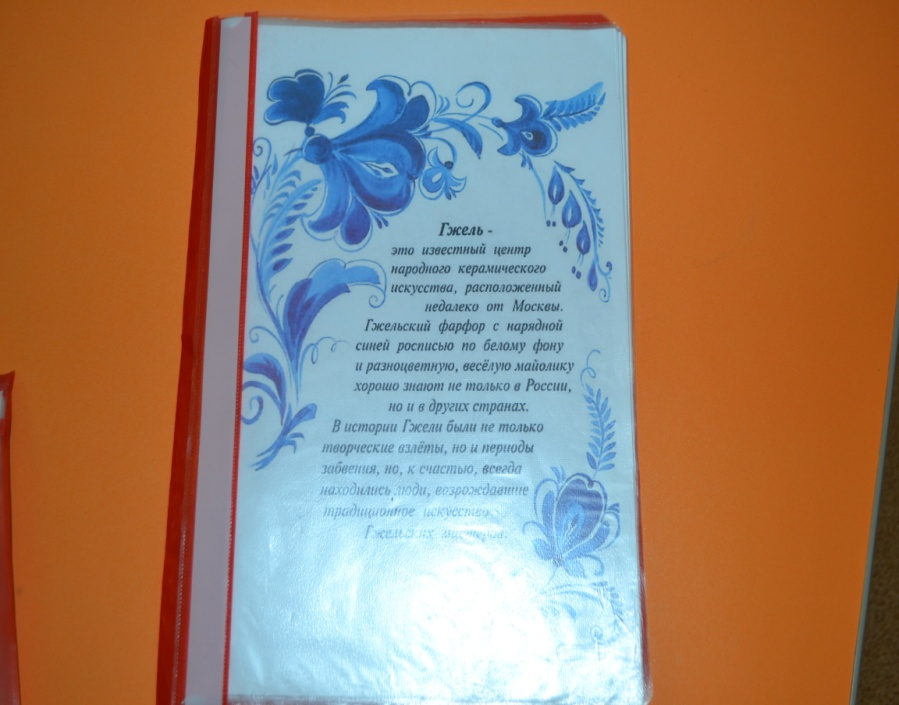 Гжель -
это известный центр
народного керамического
искусства, расположенный
недалеко от Москвы.
Гжельский фарфор с нарядной
синей росписью по белому фону
и разноцветную, весёлую майолику
хорошо знают не только в России,
но и в других странах.
В истории Гжели были не только
творческие взлёты, но и периоды
забвения, но, к счастью, всегда
находились люди, возрождавшие
традиционное искусство
Гжельских мастеров.